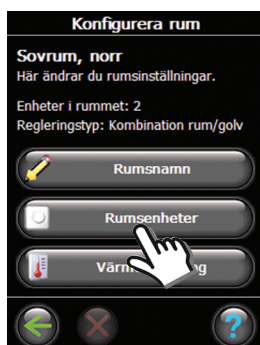 Konfigurera rum
Sovrum, norr
Här ändrar du rumsinställningar.
Enheter i rummet: 2
Regleringstyp: Kombination rum/golv
Rumsnamn
Rumsenheter
?